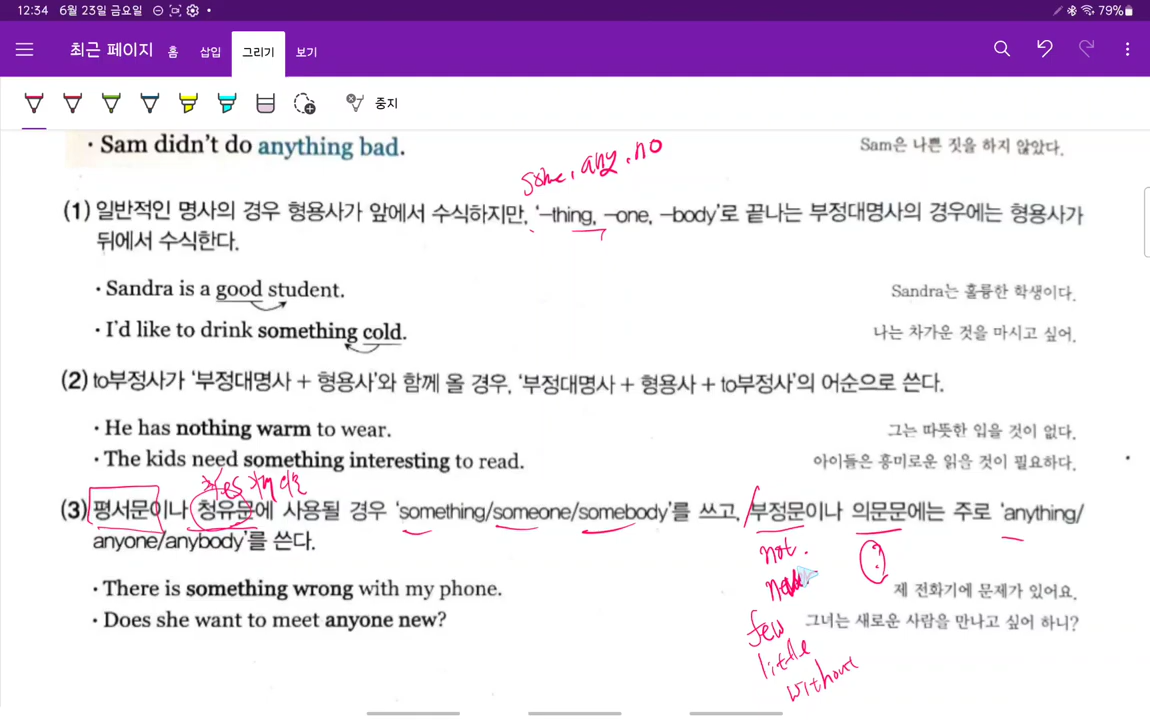 12:34 6월 23일 금요일 79%
최근 페이지 홈 삽입 그리기 보기
중지
· Sam didn't do anything bad. Sam은 나쁜 짓을 하지 않았다.
some, any, no
(1) 일반적인 명사의 경우 형용사가 앞에서 수식하지만, '–thing, –one, –body'로 끝나는 부정대명사의 경우에는 형용사가
뒤에서 수식한다.
· Sandra is a good student. Sandra는 훌륭한 학생이다.
· I'd like to drink something cold. 나는 차가운 것을 마시고 싶어.
(2) to부정사가 '부정대명사 + 형용사'와 함께 올 경우, '부정대명사 + 형용사 + to부정사'의 어순으로 쓴다.
· He has nothing warm to wear. 그는 따뜻한 입을 것이 없다.
· The kids need something interesting to read. 아이들은 흥미로운 읽을 것이 필요하다.
(3) 평서문이나 청유문에 사용될 경우 'something/someone/somebody'를 쓰고, 부정문이나 의문문에는 주로 'anything/
anyone/anybody'를 쓴다.
not.
?
· There is something wrong with my phone. 제 전화기에 문제가 있어요.
· Does she want to meet anyone new? 그녀는 새로운 사람을 만나고 싶어 하니?
few
little
without